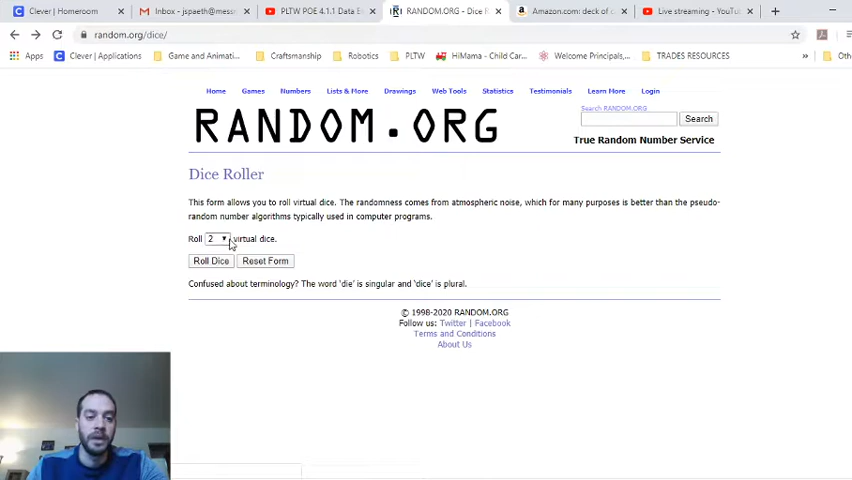 Clever | Homeroom
Inbox - jspaeth@messm
PLTW POE 4.1.1 Data E
RANDOM.ORG - Dice R
Amazon.com: deck of c
Live streaming - YouTu
random.org/dice/
Apps
Clever | Applications
Game and Animati...
Craftsmanship
Robotics
PLTW
HiMama - Child Car...
Welcome Principals,...
TRADES RESOURCES
»
Oth
Home Games Numbers Lists & More Drawings Web Tools Statistics Testimonials Learn More Login
Search RANDOM.ORG
RANDOM.ORG
Search
True Random Number Service
Dice Roller
This form allows you to roll virtual dice. The randomness comes from atmospheric noise, which for many purposes is better than the pseudo-
random number algorithms typically used in computer programs.
Roll 2 virtual dice.
Roll Dice Reset Form
Confused about terminology? The word 'die' is singular and 'dice' is plural.
© 1998-2020 RANDOM.ORG
Follow us: Twitter | Facebook
Terms and Conditions
About Us